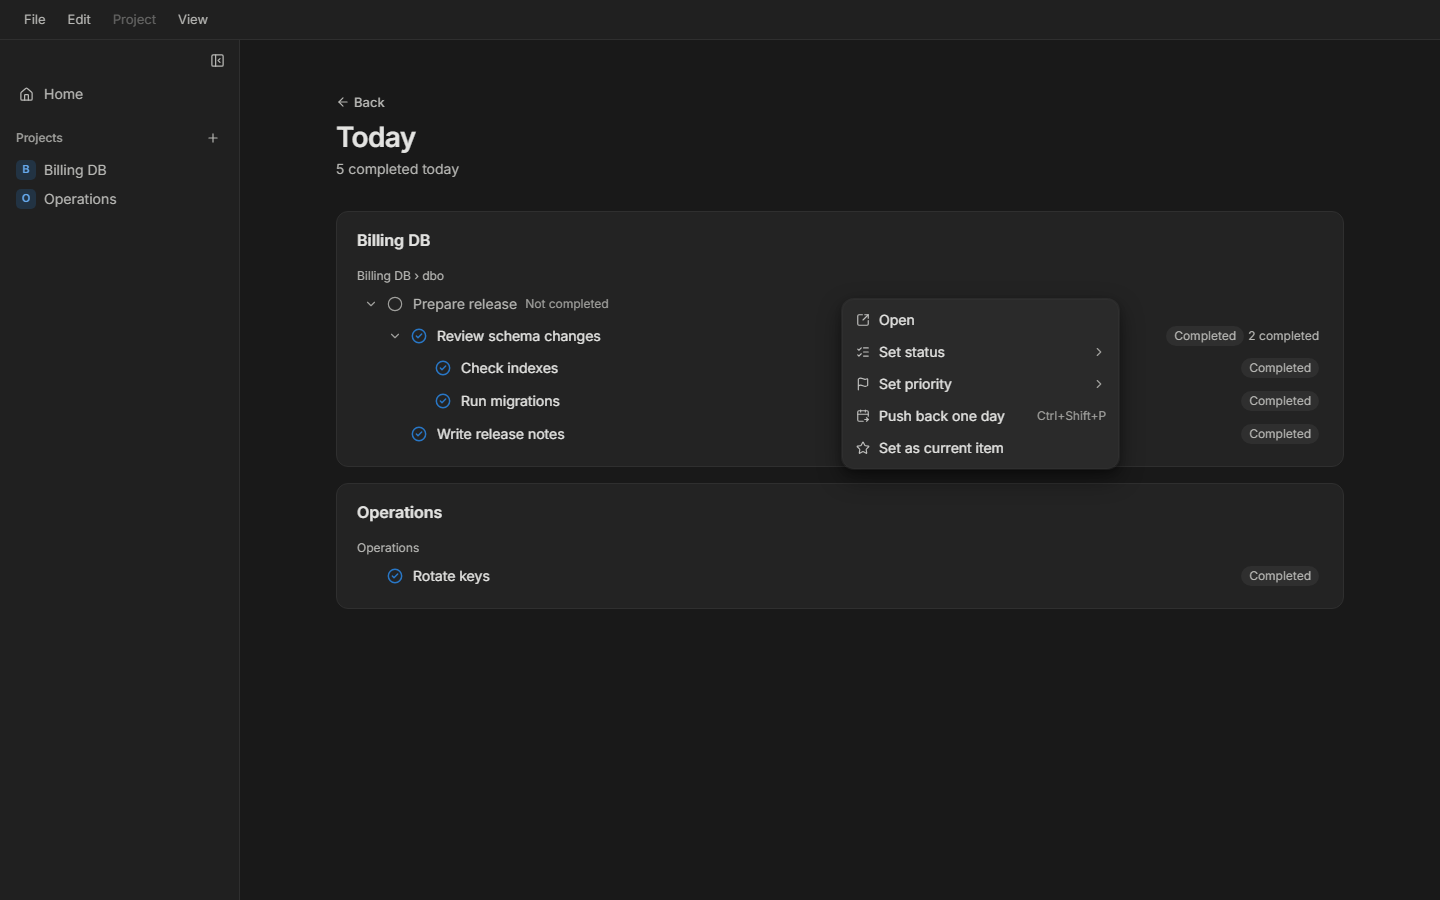 File Edit Project View
Home
Projects
B Billing DB
O Operations
Back
Today
5 completed today
Billing DB
Billing DB › dbo
Prepare release Not completed
Review schema changes Completed 2 completed
Check indexes Completed
Run migrations Completed
Write release notes Completed
Open
Set status
Set priority
Push back one day Ctrl+Shift+P
Set as current item
Operations
Operations
Rotate keys Completed